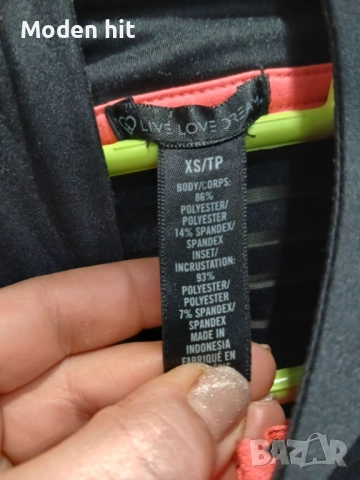 Moden hit
LIVE LOVE DREAM
XS/TP
BODY/CORPS:
86%
POLYESTER/
POLYESTER
14% SPANDEX/
SPANDEX
INSET/
INCRUSTATION:
93%
POLYESTER/
POLYESTER
7% SPANDEX/
SPANDEX
MADE IN
INDONESIA
FABRIQUÉ EN
BAZAR